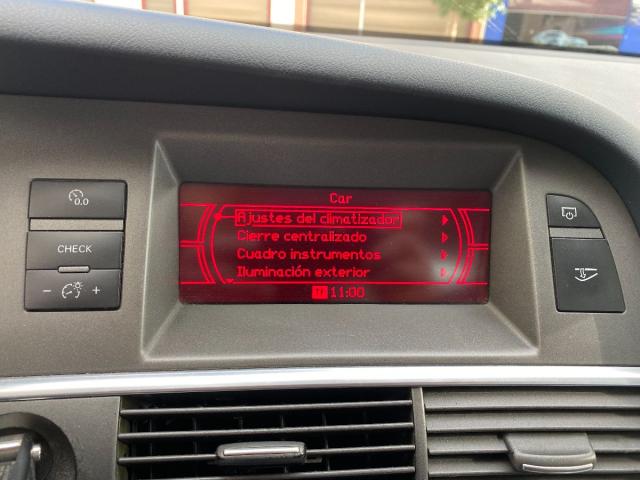 Car
Ajustes del climatizador
Cierre centralizado
Cuadro instrumentos
Iluminación exterior
11:00
0.0
CHECK
- +